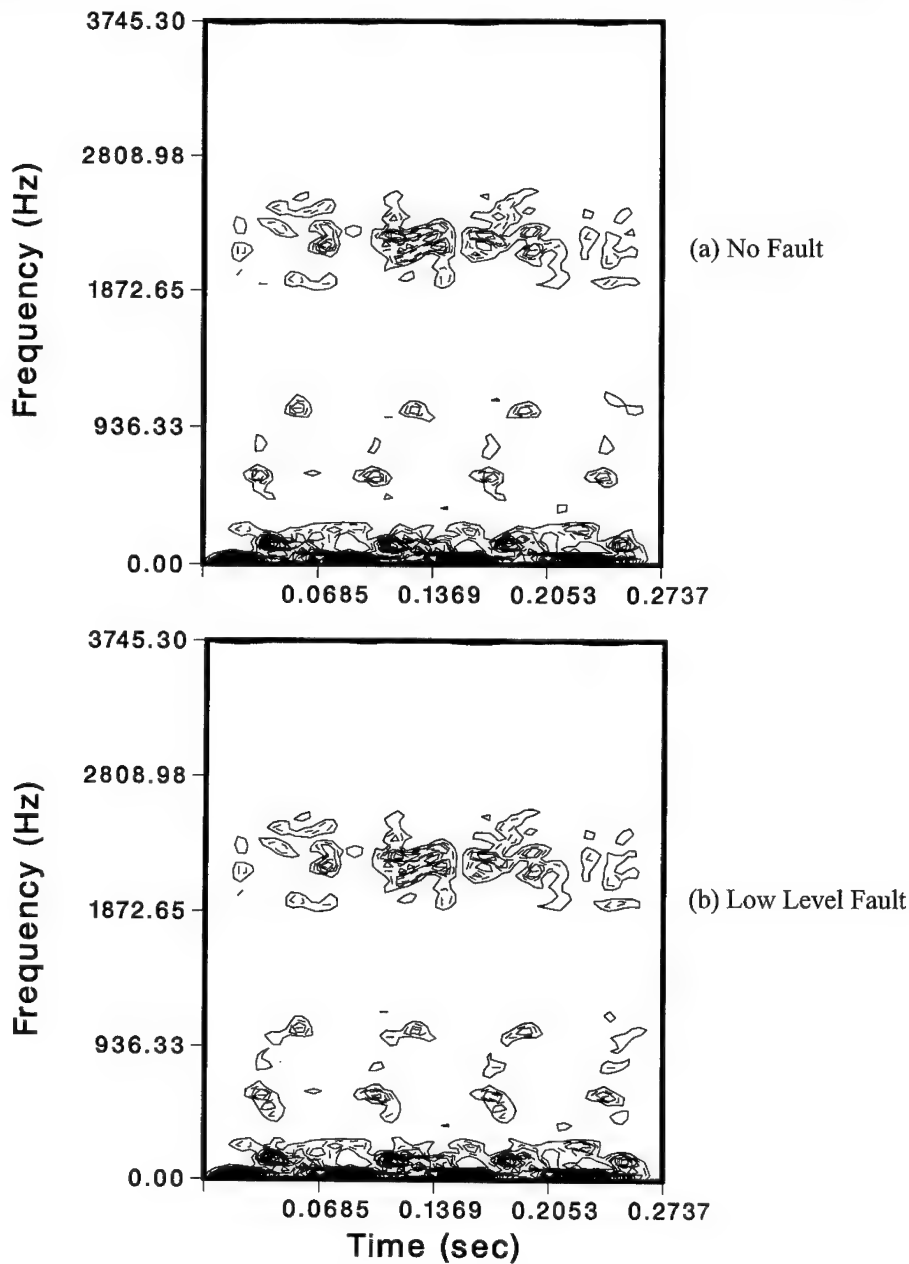 3745.30
2808.98
1872.65
936.33
0.00
Frequency (Hz)
0.0685 0.1369 0.2053 0.2737
(a) No Fault
3745.30
2808.98
1872.65
936.33
0.00
Frequency (Hz)
0.0685 0.1369 0.2053 0.2737
Time (sec)
(b) Low Level Fault